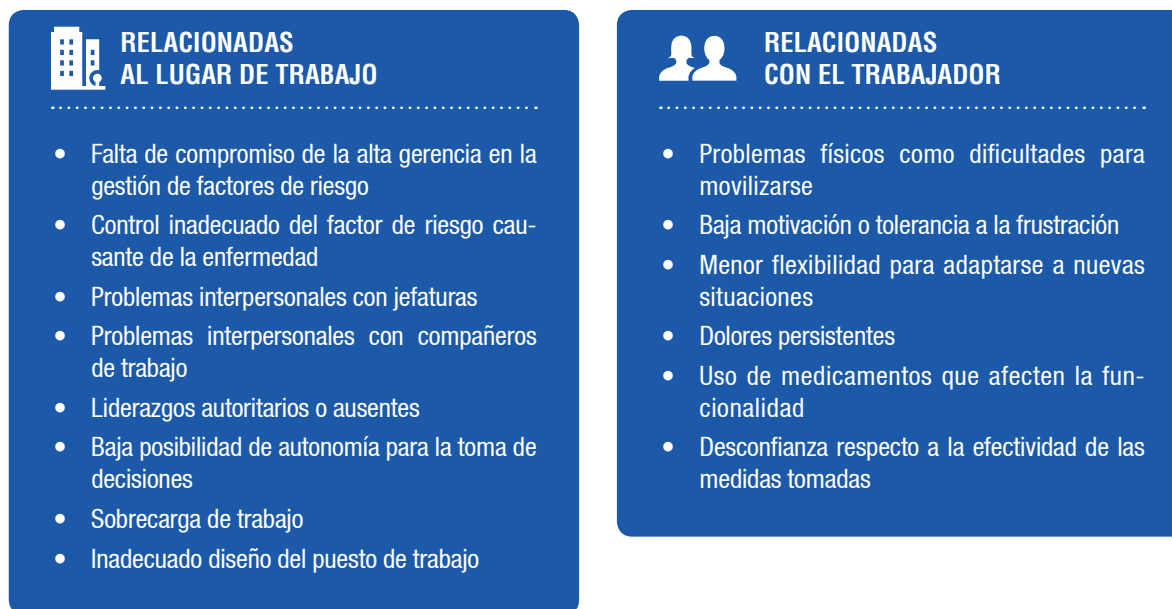 RELACIONADAS
AL LUGAR DE TRABAJO
• Falta de compromiso de la alta gerencia en la
gestión de factores de riesgo
• Control inadecuado del factor de riesgo cau-
sante de la enfermedad
• Problemas interpersonales con jefaturas
• Problemas interpersonales con compañeros
de trabajo
• Liderazgos autoritarios o ausentes
• Baja posibilidad de autonomía para la toma de
decisiones
• Sobrecarga de trabajo
• Inadecuado diseño del puesto de trabajo
RELACIONADAS
CON EL TRABAJADOR
• Problemas físicos como dificultades para
movilizarse
• Baja motivación o tolerancia a la frustración
• Menor flexibilidad para adaptarse a nuevas
situaciones
• Dolores persistentes
• Uso de medicamentos que afecten la fun-
cionalidad
• Desconfianza respecto a la efectividad de las
medidas tomadas